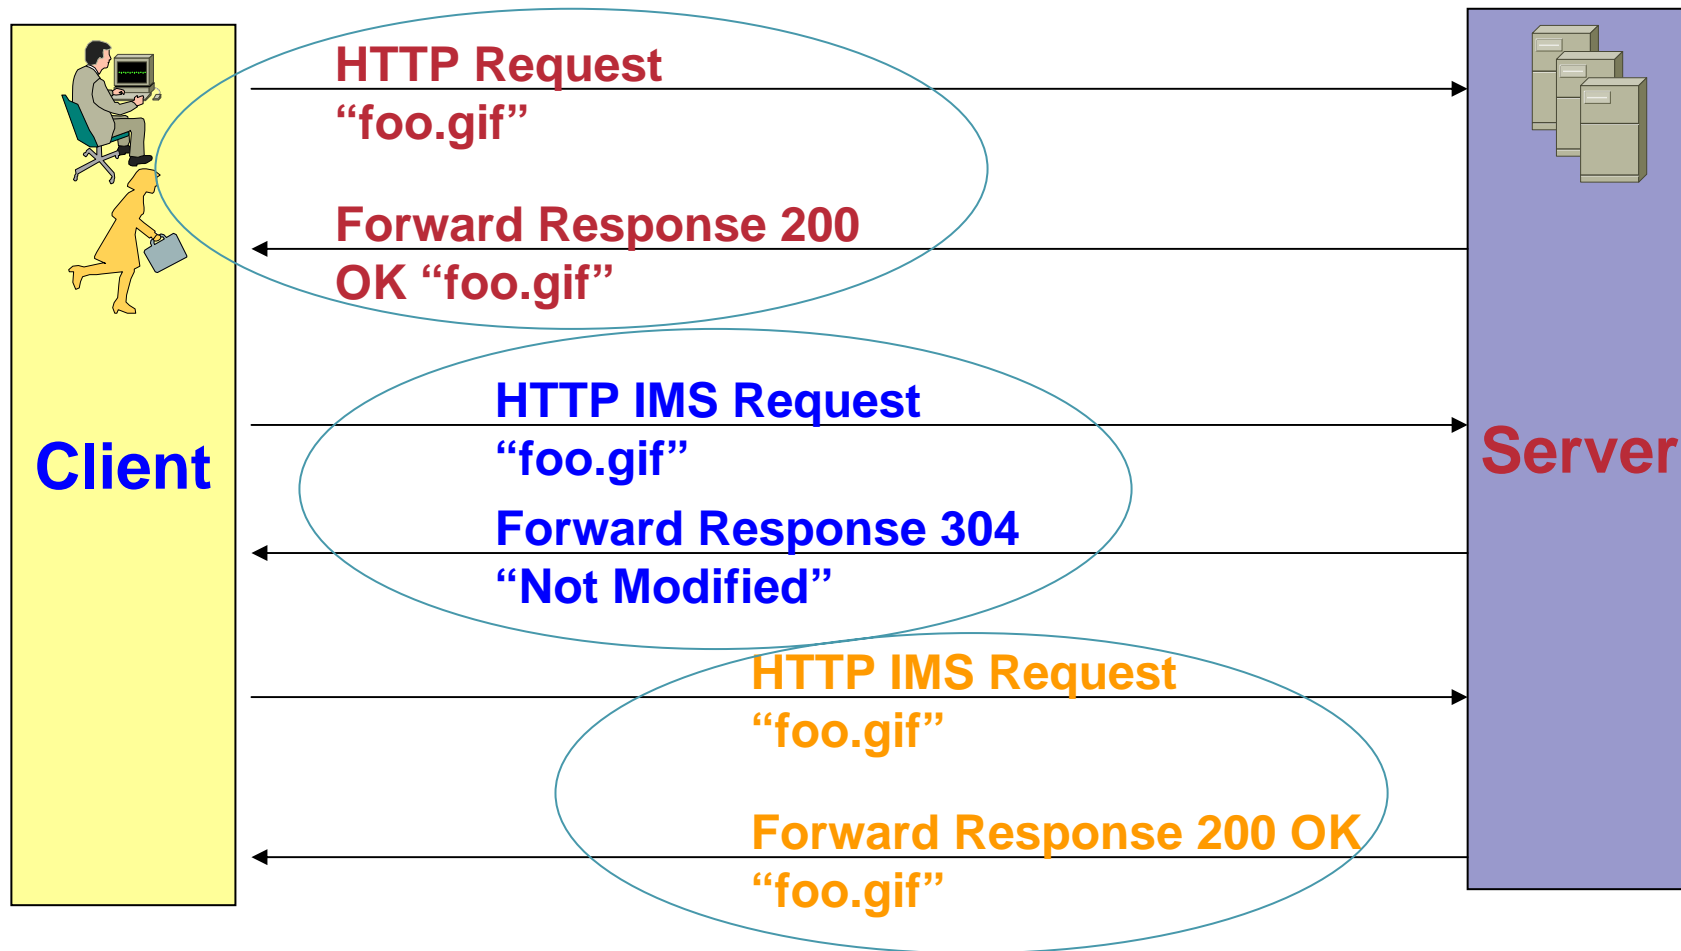 HTTP Request
“foo.gif”
Forward Response 200
OK “foo.gif”
HTTP IMS Request
“foo.gif”
Client
Server
Forward Response 304
“Not Modified”
HTTP IMS Request
“foo.gif”
Forward Response 200 OK
“foo.gif”